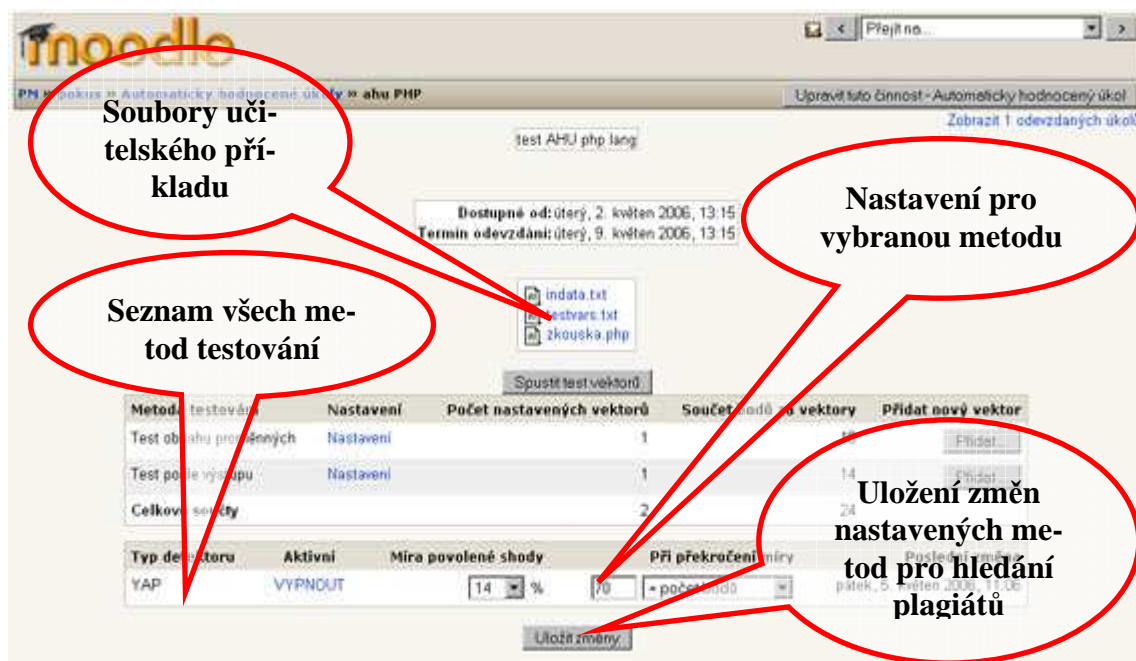 moodle
Přejít na...
PM » pokus » Automaticky hodnocené úkoly » ahu PHP
Upravit tuto činnost - Automaticky hodnocený úkol
Zobrazit 1 odevzdaných úkol
Soubory uči-
telského pří-
kladu
test AHU php lang
Dostupné od: úterý, 2. květen 2006, 13:15
Termín odevzdání: úterý, 9. květen 2006, 13:15
Nastavení pro
vybranou metodu
indata.txt
testvars.txt
zkouska.php
Seznam všech me-
tod testování
Spustit test vektorů
Metoda testování Nastavení Počet nastavených vektorů Součet bodů za vektory Přidat nový vektor
Test obsahu proměnných Nastavení 1 Přidat...
Test podle výstupu Nastavení 1 14 Přidat...
Celkové součty 2 24
Uložení změn
nastavených me-
tod pro hledání
plagiátů
Typ detektoru Aktivní Míra povolené shody Při překročení míry Poslední změna
YAP VYPNOUT 14 % 70 počet bodů pátek, 5. květen 2006, 11:06
Uložit změny